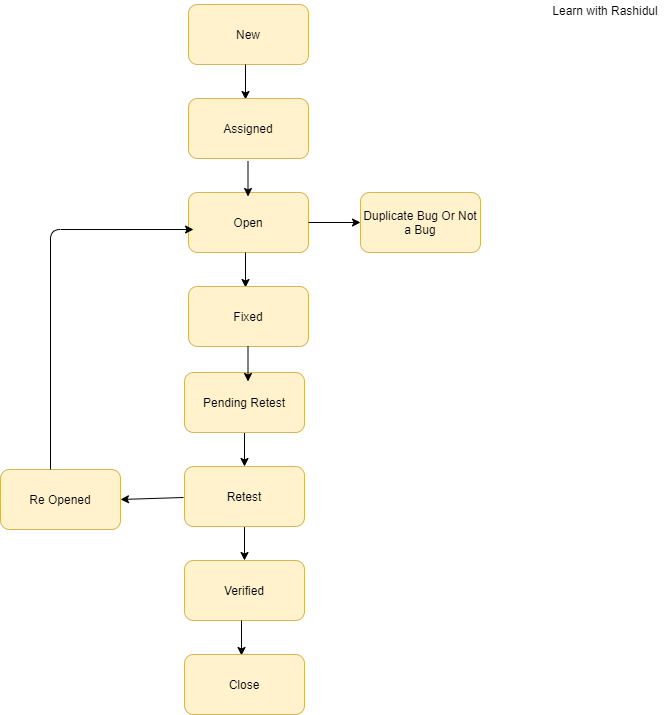 Learn with Rashidul
New
Assigned
Open
Duplicate Bug Or Not
a Bug
Fixed
Pending Retest
Re Opened
Retest
Verified
Close